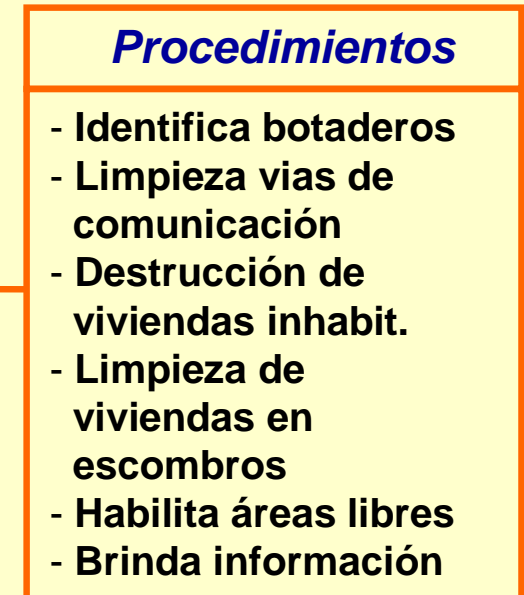 Procedimientos
- Identifica botaderos
- Limpieza vias de
comunicación
- Destrucción de
viviendas inhabit.
- Limpieza de
viviendas en
escombros
- Habilita áreas libres
- Brinda información